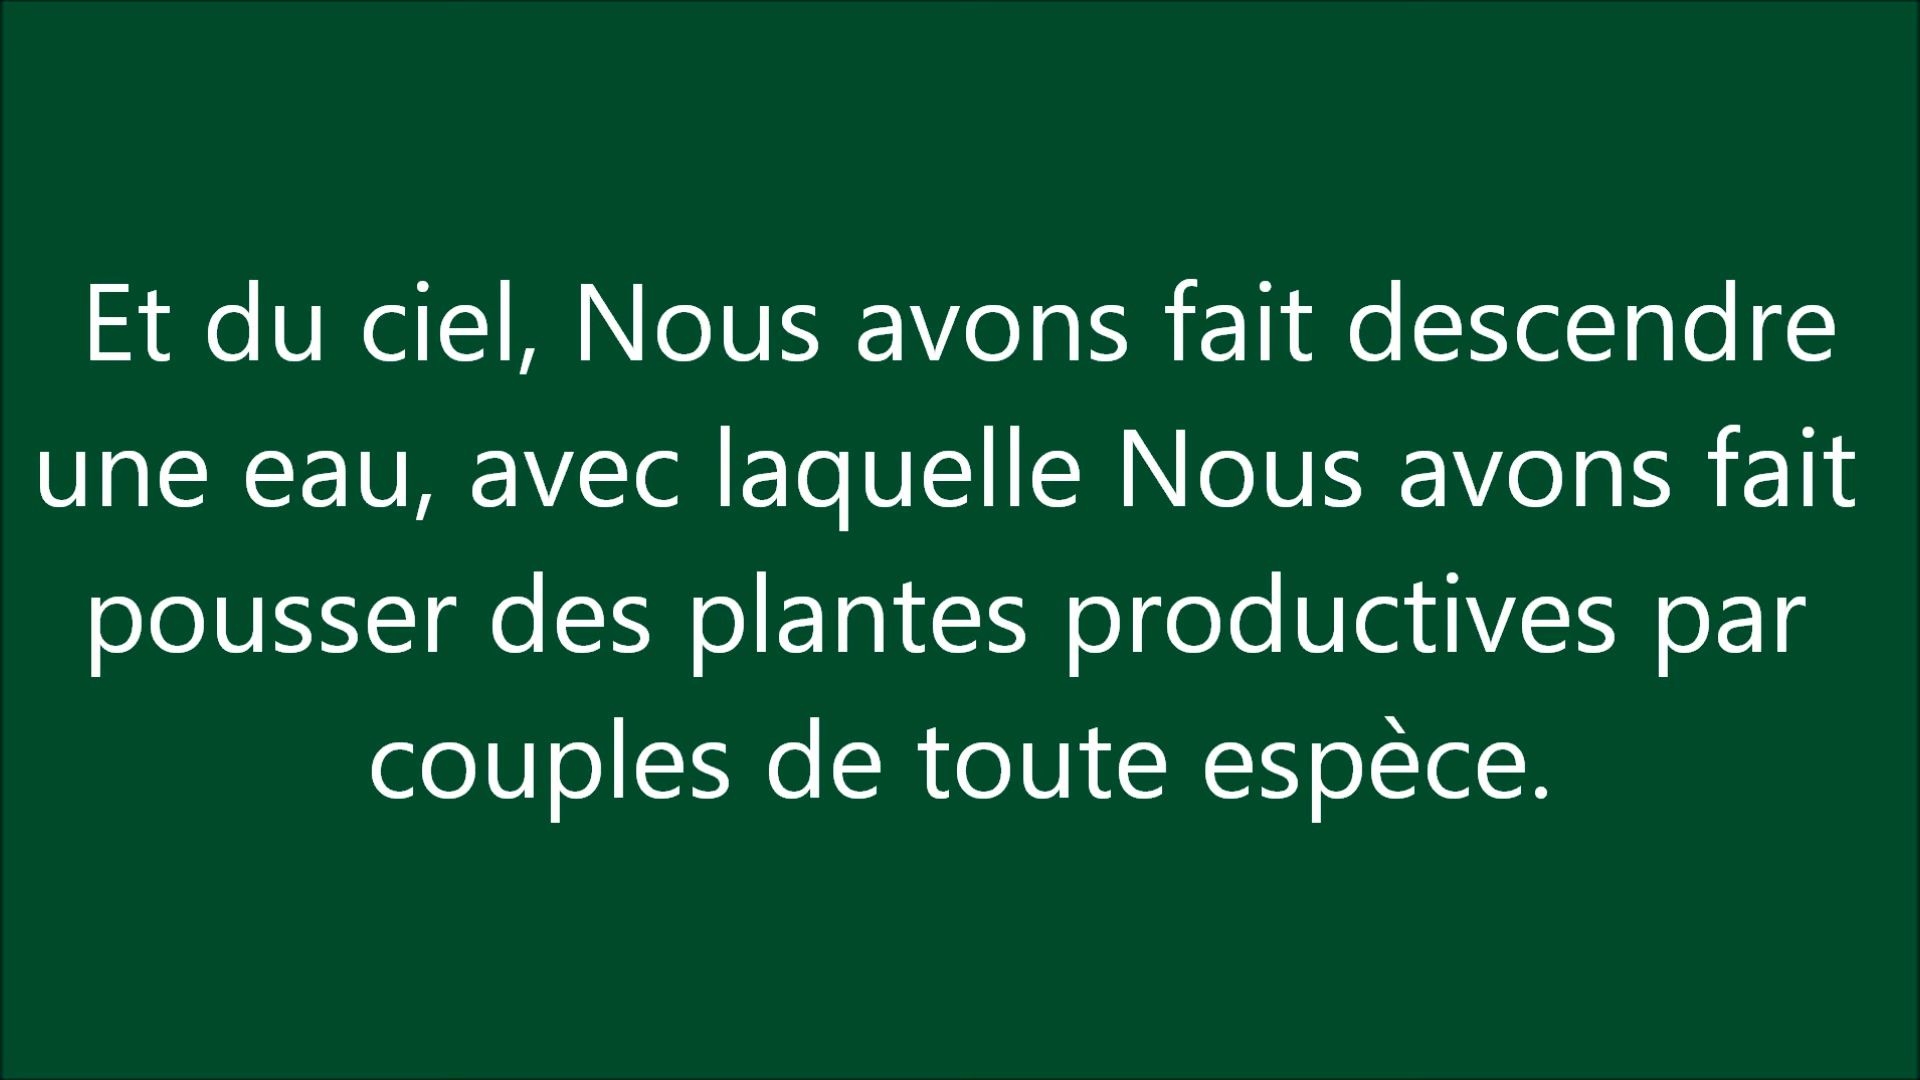 Et du ciel, Nous avons fait descendre
une eau, avec laquelle Nous avons fait
pousser des plantes productives par
couples de toute espèce.